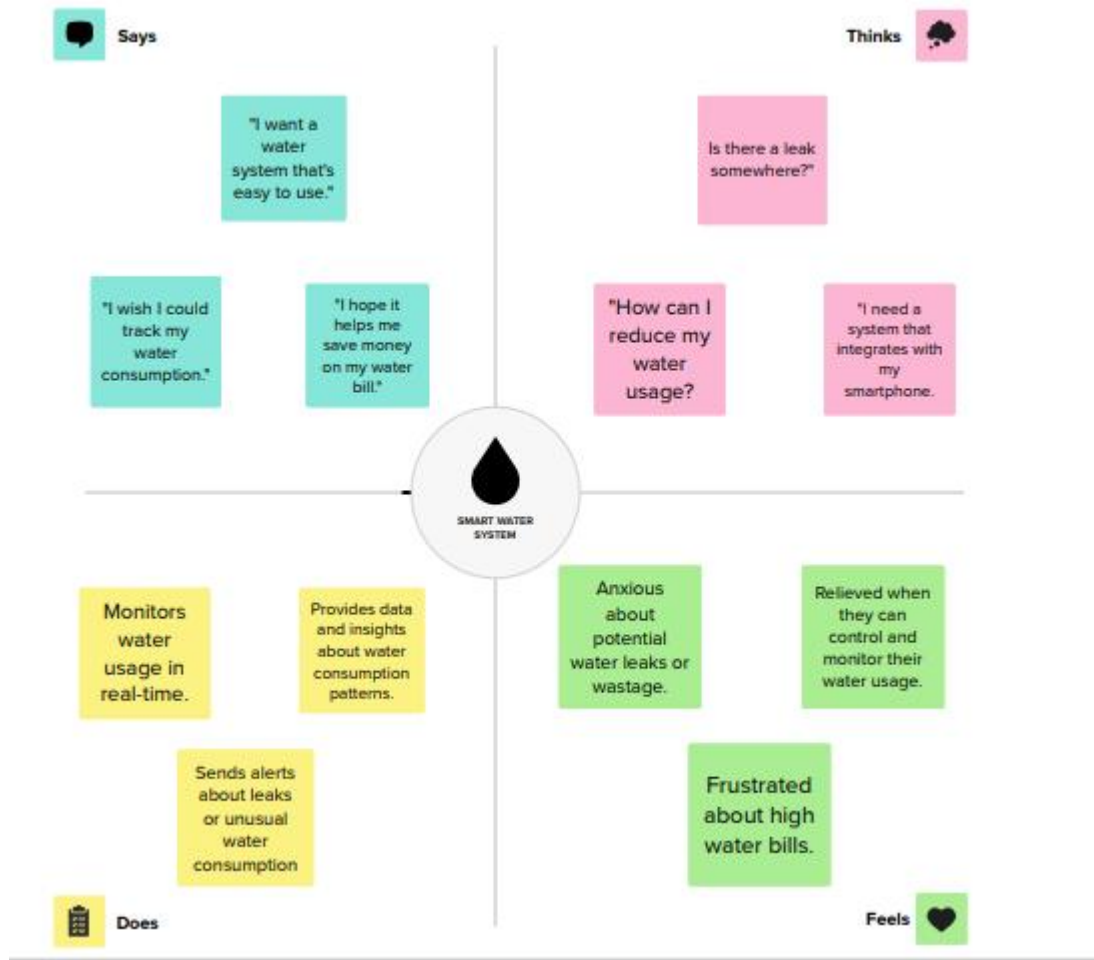 Says
"I want a
water
system that's
easy to use."
"I wish I could
track my
water
consumption."
"I hope it
helps me
save money
on my water
bill."
Thinks
Is there a leak
somewhere?"
"How can I
reduce my
water
usage?
"I need a
system that
integrates with
my
smartphone.
SMART WATER
SYSTEM
Monitors
water
usage in
real-time.
Provides data
and insights
about water
consumption
patterns.
Sends alerts
about leaks
or unusual
water
consumption
Does
Anxious
about
potential
water leaks or
wastage.
Relieved when
they can
control and
monitor their
water usage.
Frustrated
about high
water bills.
Feels